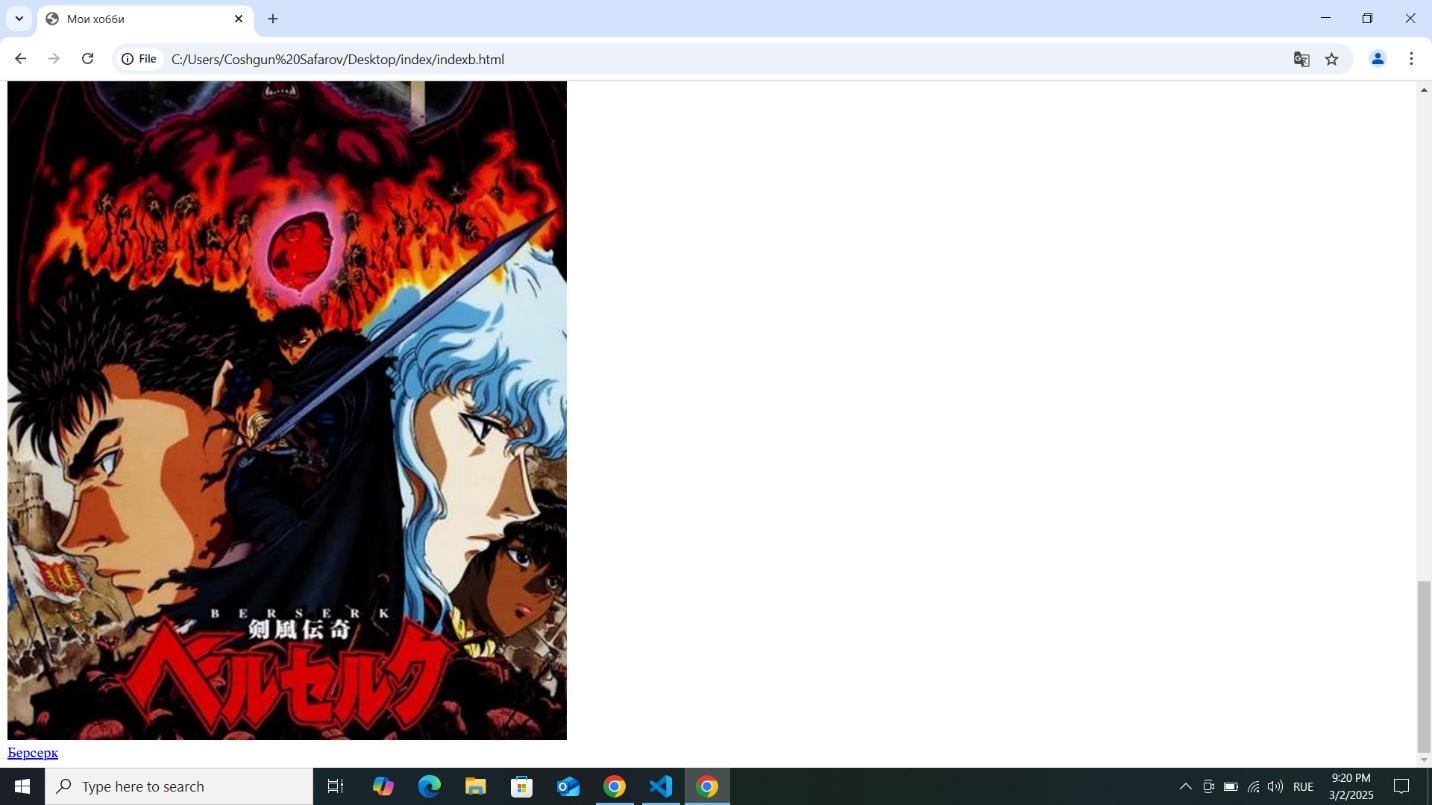 Мои хобби
File
C:/Users/Coshgun%20Safarov/Desktop/index/indexb.html
BERSERK
剣風伝奇
ベルセルク
Берсерк
Type here to search
RUE
9:20 PM
3/2/2025